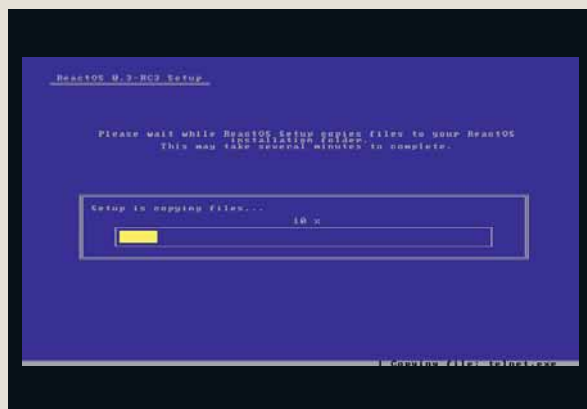 ReactOS 0.3-RC3 Setup
Please wait while ReactOS Setup copies files to your ReactOS
installation folder.
This may take several minutes to complete.
Setup is copying files...
10 %
Copying file: telnet.exe